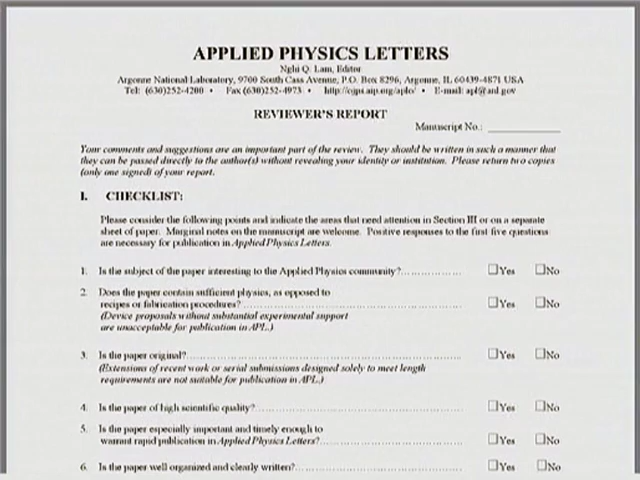 APPLIED PHYSICS LETTERS
Nghi Q. Lam, Editor
Argonne National Laboratory, 9700 South Cass Avenue, P.O. Box 8296, Argonne, IL 60439-4871 USA
Tel: (630)252-4200 • Fax (630)252-4973 • http://ojps.aip.org/aplo/ • E-mail: apl@anl.gov
REVIEWER'S REPORT
Manuscript No.: ____________
Your comments and suggestions are an important part of the review. They should be written in such a manner that
they can be passed directly to the author(s) without revealing your identity or institution. Please return two copies
(only one signed) of your report.
I. CHECKLIST:
Please consider the following points and indicate the areas that need attention in Section III or on a separate
sheet of paper. Marginal notes on the manuscript are welcome. Positive responses to the first five questions
are necessary for publication in Applied Physics Letters.
1. Is the subject of the paper interesting to the Applied Physics community? ☐Yes ☐No
2. Does the paper contain sufficient physics, as opposed to
recipes or fabrication procedures? ☐Yes ☐No
(Device proposals without substantial experimental support
are unacceptable for publication in APL.)
3. Is the paper original? ☐Yes ☐No
(Extensions of recent work or serial submissions designed solely to meet length
requirements are not suitable for publication in APL.)
4. Is the paper of high scientific quality? ☐Yes ☐No
5. Is the paper especially important and timely enough to
warrant rapid publication in Applied Physics Letters? ☐Yes ☐No
6. Is the paper well organized and clearly written? ☐Yes ☐No